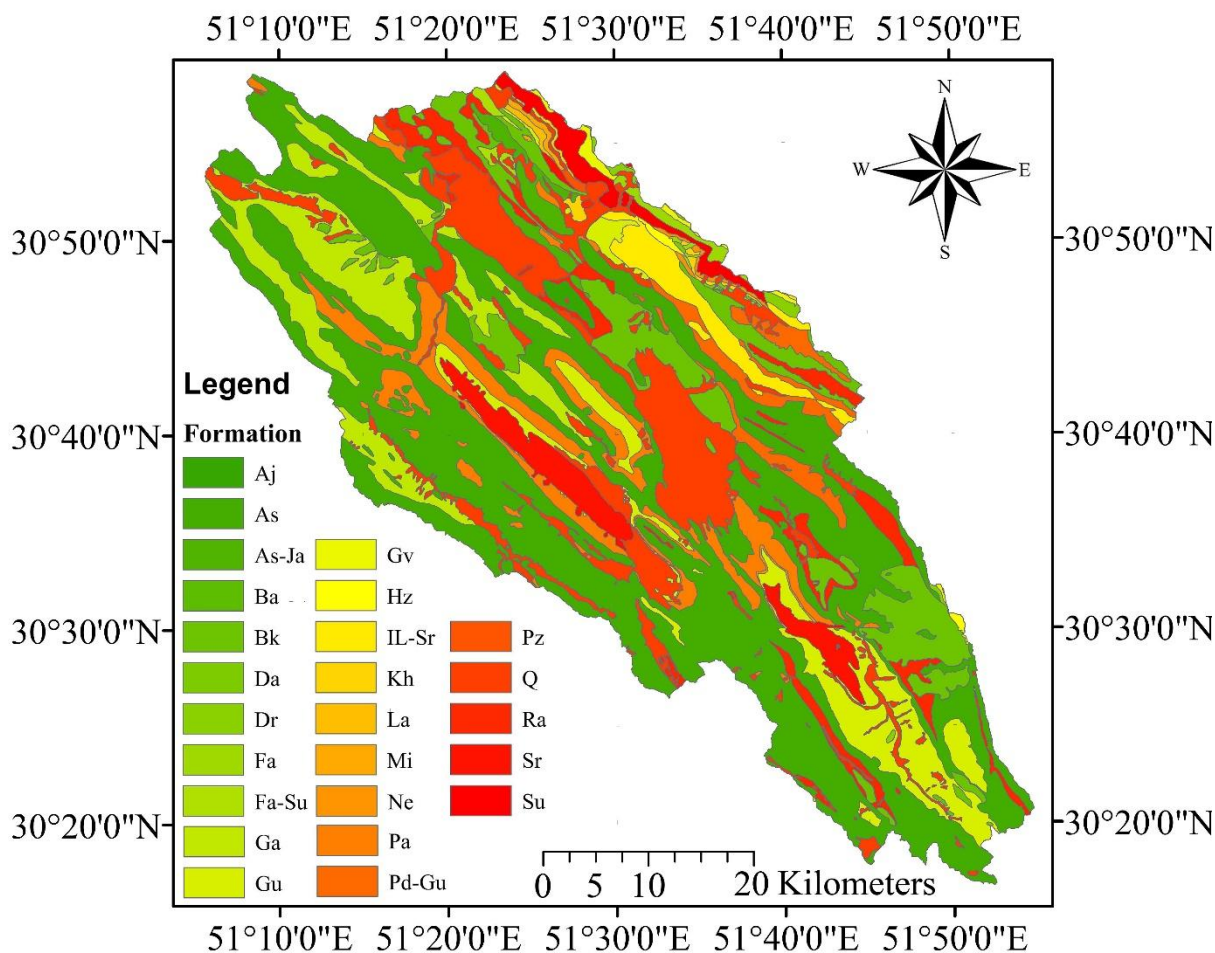 51°10'0"E 51°20'0"E 51°30'0"E 51°40'0"E 51°50'0"E
N
W E
S
30°50'0"N 30°50'0"N
30°40'0"N 30°40'0"N
30°30'0"N 30°30'0"N
30°20'0"N 30°20'0"N
Legend
Formation
Aj
As
As-Ja
Ba
Bk
Da
Dr
Fa
Fa-Su
Ga
Gu
Gv
Hz
IL-Sr
Kh
La
Mi
Ne
Pa
Pd-Gu
Pz
Q
Ra
Sr
Su
0 5 10 20 Kilometers
51°10'0"E 51°20'0"E 51°30'0"E 51°40'0"E 51°50'0"E